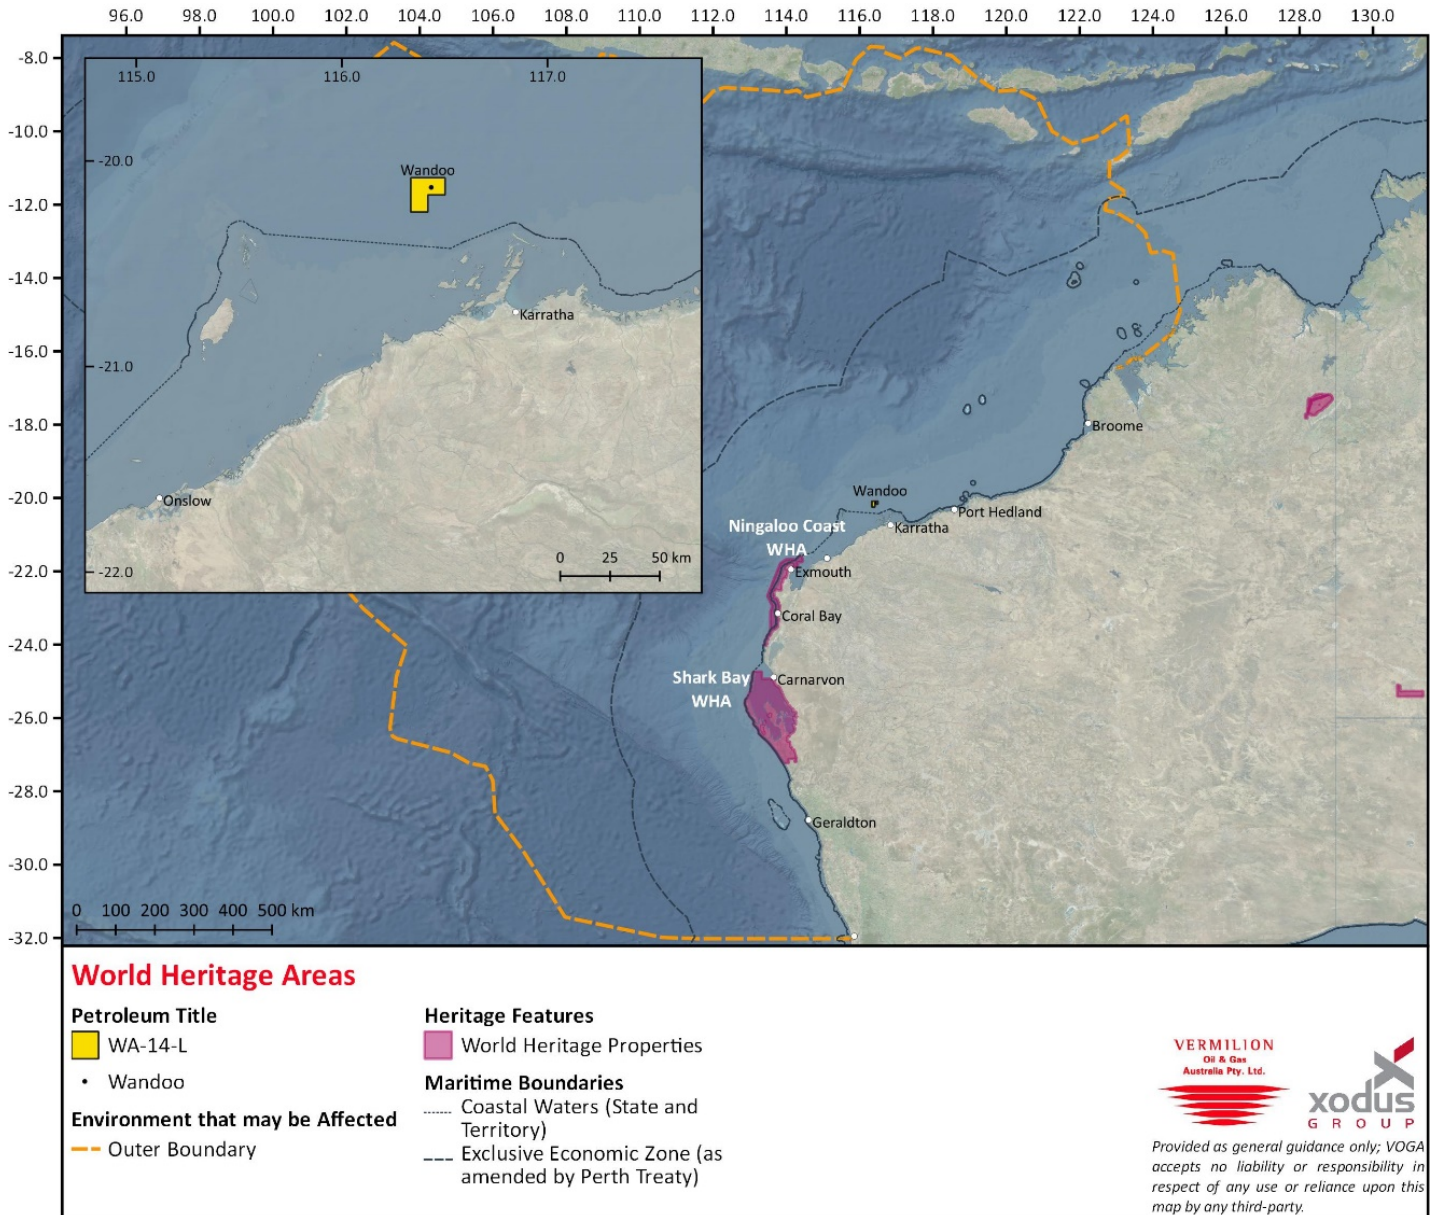 96.0 98.0 100.0 102.0 104.0 106.0 108.0 110.0 112.0 114.0 116.0 118.0 120.0 122.0 124.0 126.0 128.0 130.0
-8.0
-10.0
-12.0
-14.0
-16.0
-18.0
-20.0
-22.0
-24.0
-26.0
-28.0
-30.0
-32.0
115.0 116.0 117.0
-20.0
-21.0
-22.0
Wandoo
Karratha
Onslow
0 25 50 km
Broome
Wandoo
Port Hedland
Karratha
Ningaloo Coast
WHA
Exmouth
Coral Bay
Shark Bay
WHA
Carnarvon
Geraldton
0 100 200 300 400 500 km
World Heritage Areas
Petroleum Title
WA-14-L
Wandoo
Environment that may be Affected
Outer Boundary
Heritage Features
World Heritage Properties
Maritime Boundaries
Coastal Waters (State and
Territory)
Exclusive Economic Zone (as
amended by Perth Treaty)
VERMILION
Oil & Gas
Australia Pty. Ltd.
xodus
GROUP
Provided as general guidance only; VOGA
accepts no liability or responsibility in
respect of any use or reliance upon this
map by any third-party.